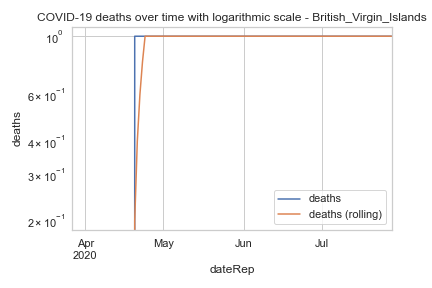 COVID-19 deaths over time with logarithmic scale - British_Virgin_Islands
10⁰
6 × 10⁻¹
4 × 10⁻¹
3 × 10⁻¹
2 × 10⁻¹
deaths
deaths
deaths (rolling)
Apr
2020
May
Jun
Jul
dateRep